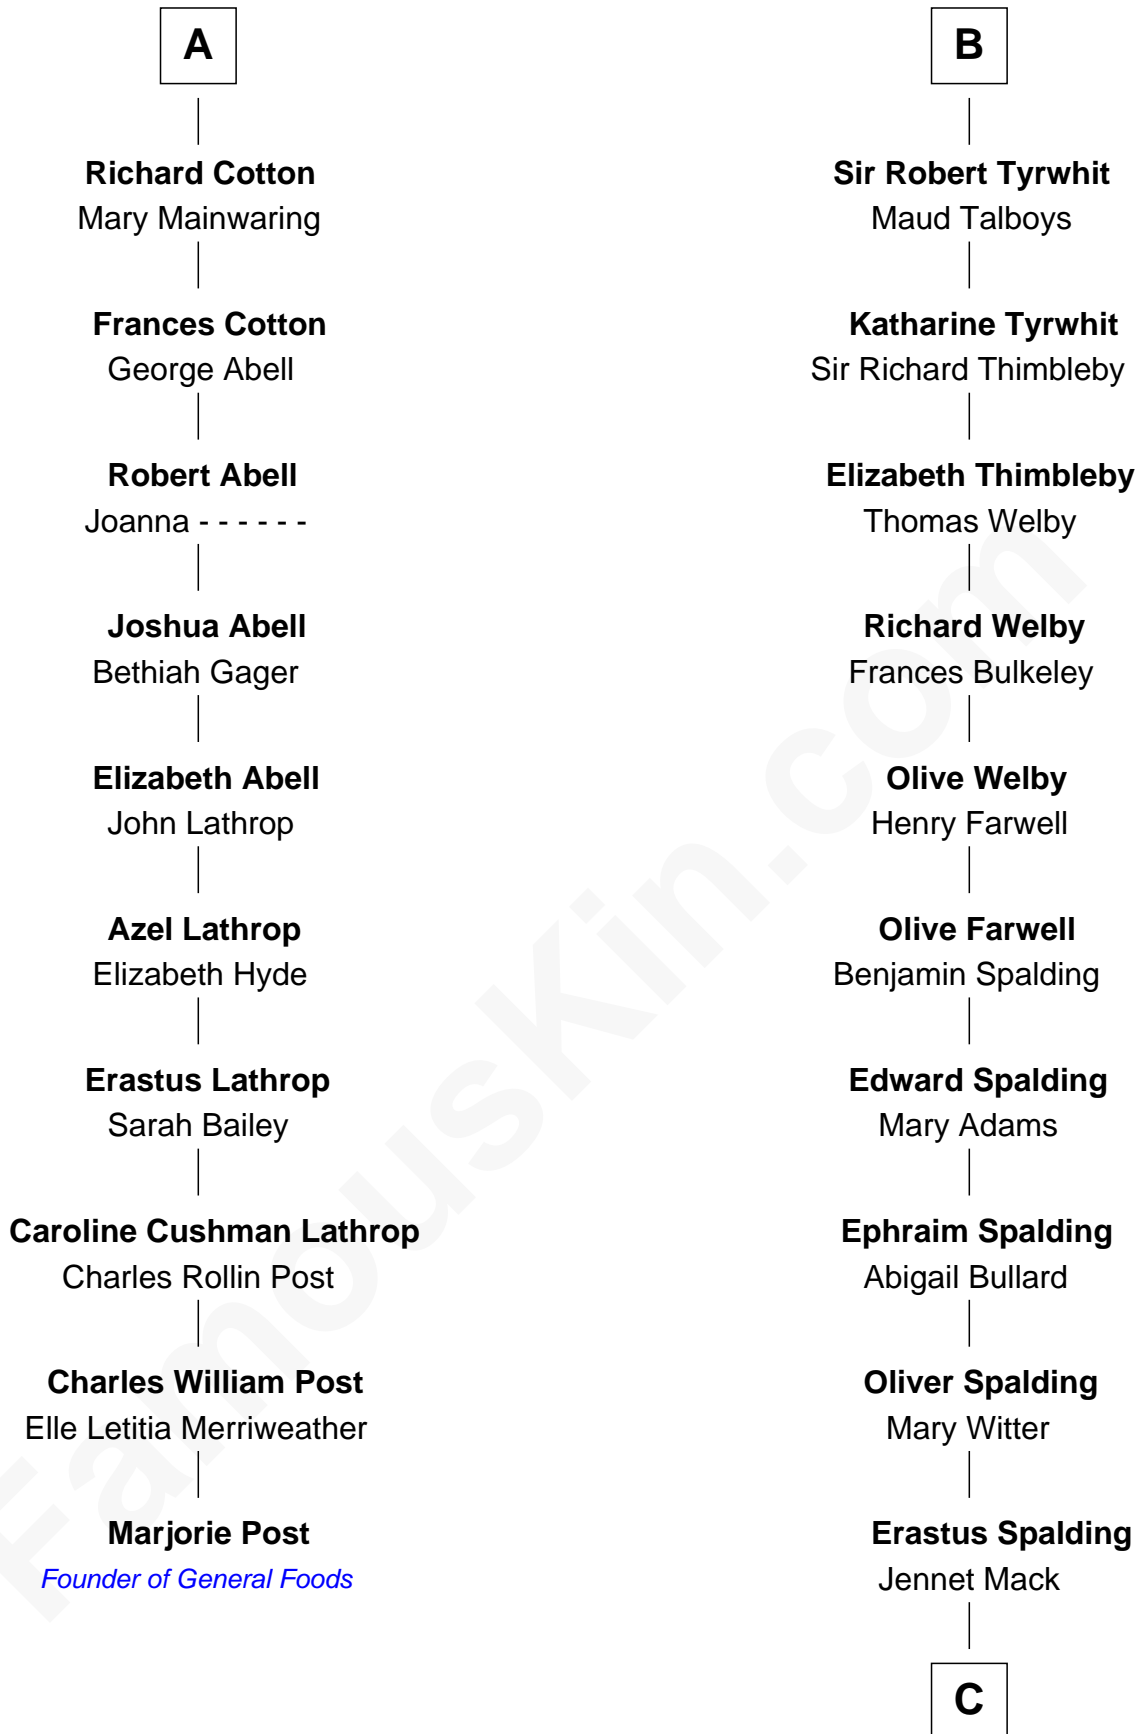 A
Richard Cotton
Mary Mainwaring
Frances Cotton
George Abell
Robert Abell
Joanna - - - - - -
Joshua Abell
Bethiah Gager
Elizabeth Abell
John Lathrop
Azel Lathrop
Elizabeth Hyde
Erastus Lathrop
Sarah Bailey
Caroline Cushman Lathrop
Charles Rollin Post
Charles William Post
Elle Letitia Merriweather
Marjorie Post
Founder of General Foods
B
Sir Robert Tyrwhit
Maud Talboys
Katharine Tyrwhit
Sir Richard Thimbleby
Elizabeth Thimbleby
Thomas Welby
Richard Welby
Frances Bulkeley
Olive Welby
Henry Farwell
Olive Farwell
Benjamin Spalding
Edward Spalding
Mary Adams
Ephraim Spalding
Abigail Bullard
Oliver Spalding
Mary Witter
Erastus Spalding
Jennet Mack
C
FamousKin.com